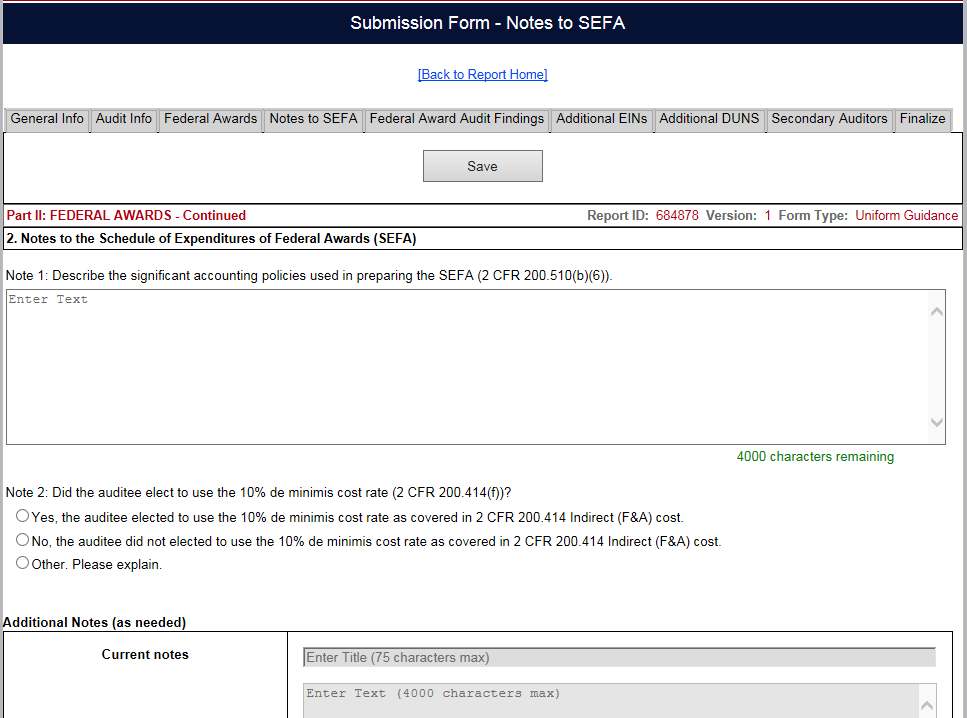 Submission Form - Notes to SEFA
[Back to Report Home]
General Info Audit Info Federal Awards Notes to SEFA Federal Award Audit Findings Additional EINs Additional DUNS Secondary Auditors Finalize
Save
Part II: FEDERAL AWARDS - Continued Report ID: 684878 Version: 1 Form Type: Uniform Guidance
2. Notes to the Schedule of Expenditures of Federal Awards (SEFA)
Note 1: Describe the significant accounting policies used in preparing the SEFA (2 CFR 200.510(b)(6)).
Enter Text
4000 characters remaining
Note 2: Did the auditee elect to use the 10% de minimis cost rate (2 CFR 200.414(f))?
Yes, the auditee elected to use the 10% de minimis cost rate as covered in 2 CFR 200.414 Indirect (F&A) cost.
No, the auditee did not elected to use the 10% de minimis cost rate as covered in 2 CFR 200.414 Indirect (F&A) cost.
Other. Please explain.
Additional Notes (as needed)
Current notes Enter Title (75 characters max)
Enter Text (4000 characters max)